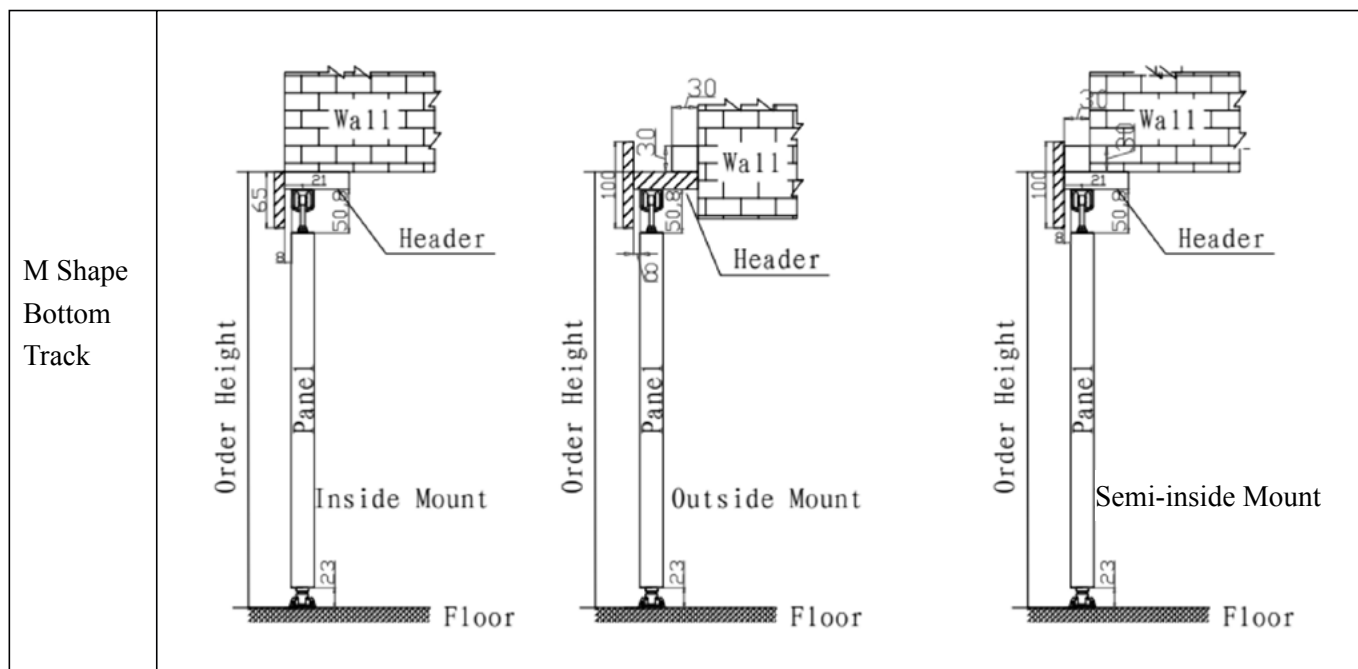 M Shape
Bottom
Track
Wall
65
21
50,8
Header
8
Order Height
Panel
Inside Mount
23
Floor
30
30
Wall
100
50,8
Header
8
Order Height
Panel
Outside Mount
23
Floor
30
Wall
30
100
21
50,8
Header
8
Order Height
Panel
Semi-inside Mount
23
Floor